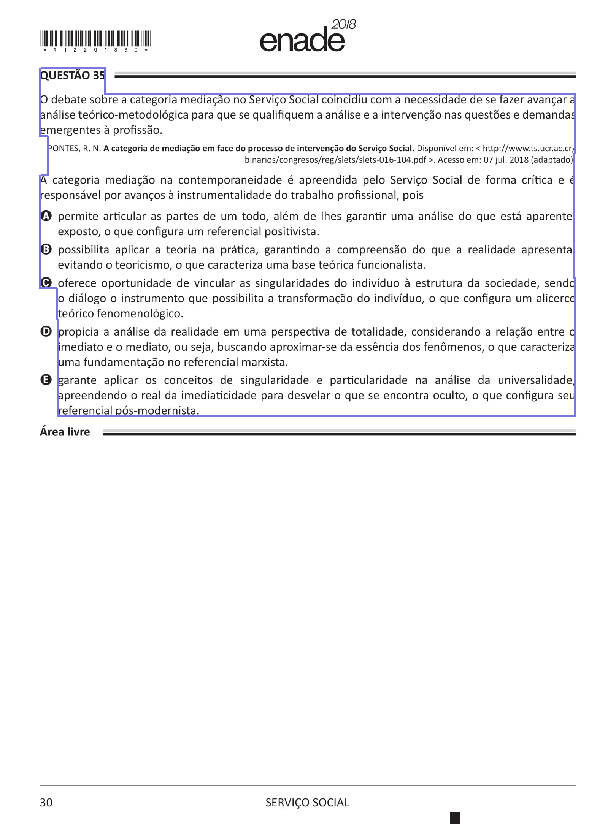 *R1220183 0*
enade 2018
QUESTÃO 35
O debate sobre a categoria mediação no Serviço Social coincidiu com a necessidade de se fazer avançar a
análise teórico-metodológica para que se qualifiquem a análise e a intervenção nas questões e demandas
emergentes à profissão.
PONTES, R. N. A categoria de mediação em face do processo de intervenção do Serviço Social. Disponível em: < http://www.ts.ucr.ac.cr/
binarios/congresos/reg/slets/slets-016-104.pdf >. Acesso em: 07 jul. 2018 (adaptado)
A categoria mediação na contemporaneidade é apreendida pelo Serviço Social de forma crítica e é
responsável por avanços à instrumentalidade do trabalho profissional, pois
A permite articular as partes de um todo, além de lhes garantir uma análise do que está aparente
exposto, o que configura um referencial positivista.
B possibilita aplicar a teoria na prática, garantindo a compreensão do que a realidade apresenta
evitando o teoricismo, o que caracteriza uma base teórica funcionalista.
C oferece oportunidade de vincular as singularidades do indivíduo à estrutura da sociedade, sendo
o diálogo o instrumento que possibilita a transformação do indivíduo, o que configura um alicerce
teórico fenomenológico.
D propicia a análise da realidade em uma perspectiva de totalidade, considerando a relação entre o
imediato e o mediato, ou seja, buscando aproximar-se da essência dos fenômenos, o que caracteriza
uma fundamentação no referencial marxista.
E garante aplicar os conceitos de singularidade e particularidade na análise da universalidade,
apreendendo o real da imediaticidade para desvelar o que se encontra oculto, o que configura seu
referencial pós-modernista.
Área livre
30 SERVIÇO SOCIAL